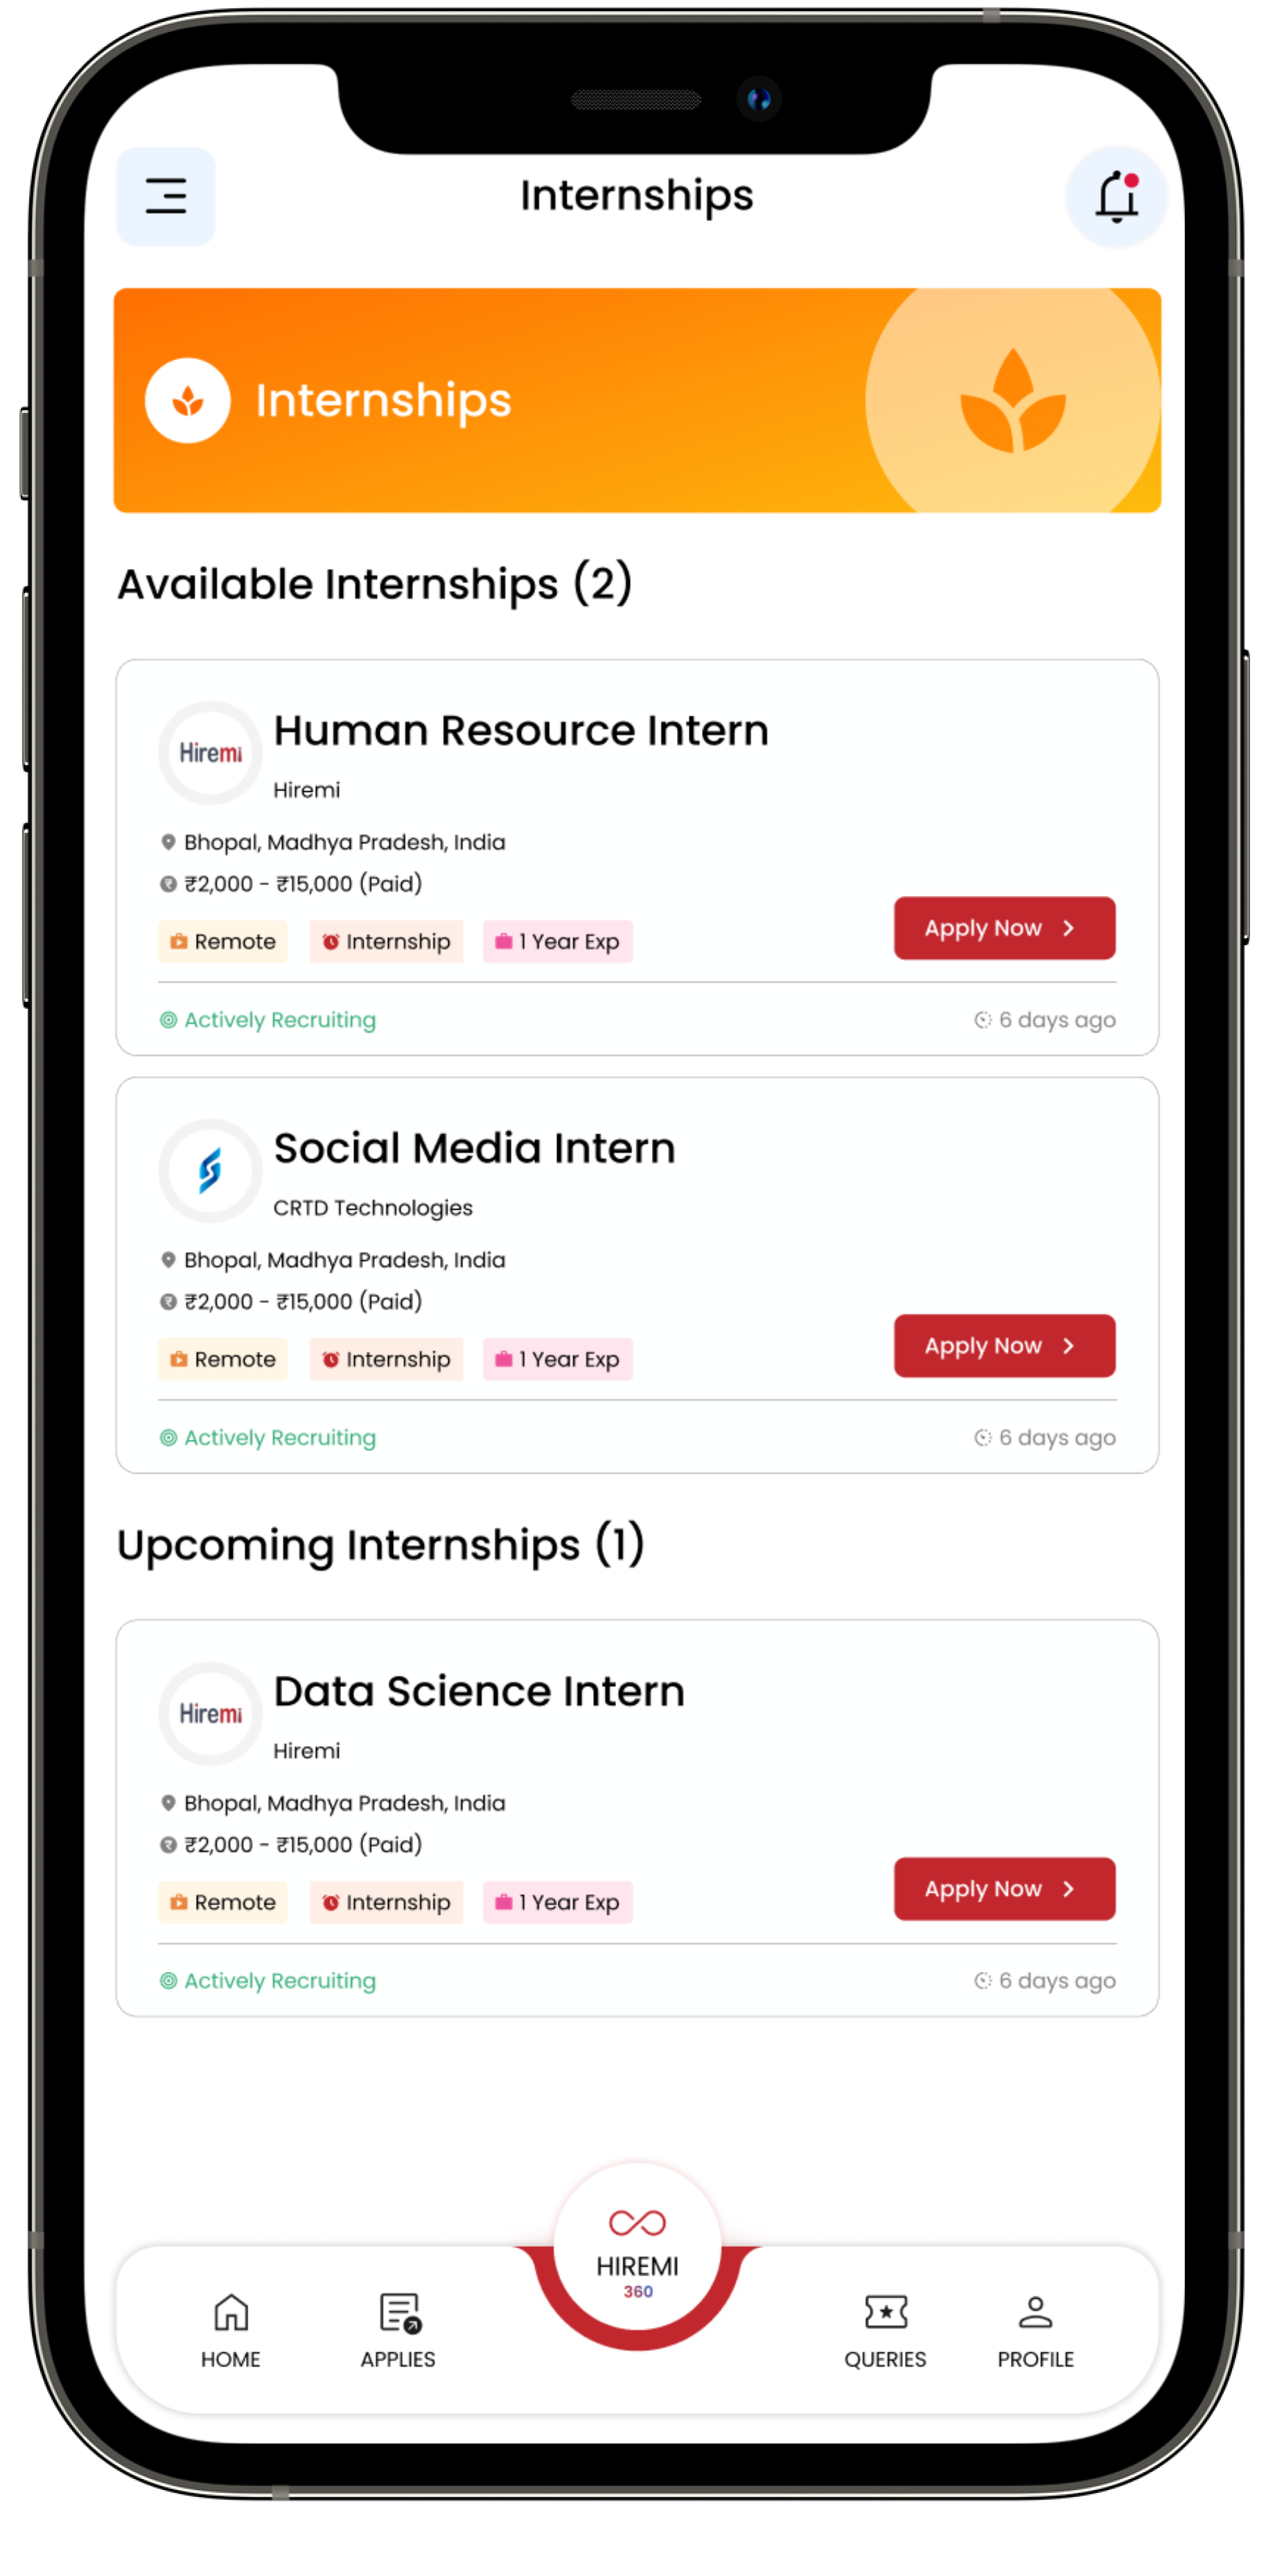 Internships
Internships
Available Internships (2)
Hiremi
Human Resource Intern
Hiremi
Bhopal, Madhya Pradesh, India
₹2,000 - ₹15,000 (Paid)
Remote Internship 1 Year Exp
Apply Now
Actively Recruiting 6 days ago
Social Media Intern
CRTD Technologies
Bhopal, Madhya Pradesh, India
₹2,000 - ₹15,000 (Paid)
Remote Internship 1 Year Exp
Apply Now
Actively Recruiting 6 days ago
Upcoming Internships (1)
Hiremi
Data Science Intern
Hiremi
Bhopal, Madhya Pradesh, India
₹2,000 - ₹15,000 (Paid)
Remote Internship 1 Year Exp
Apply Now
Actively Recruiting 6 days ago
HIREMI
360
HOME APPLIES QUERIES PROFILE